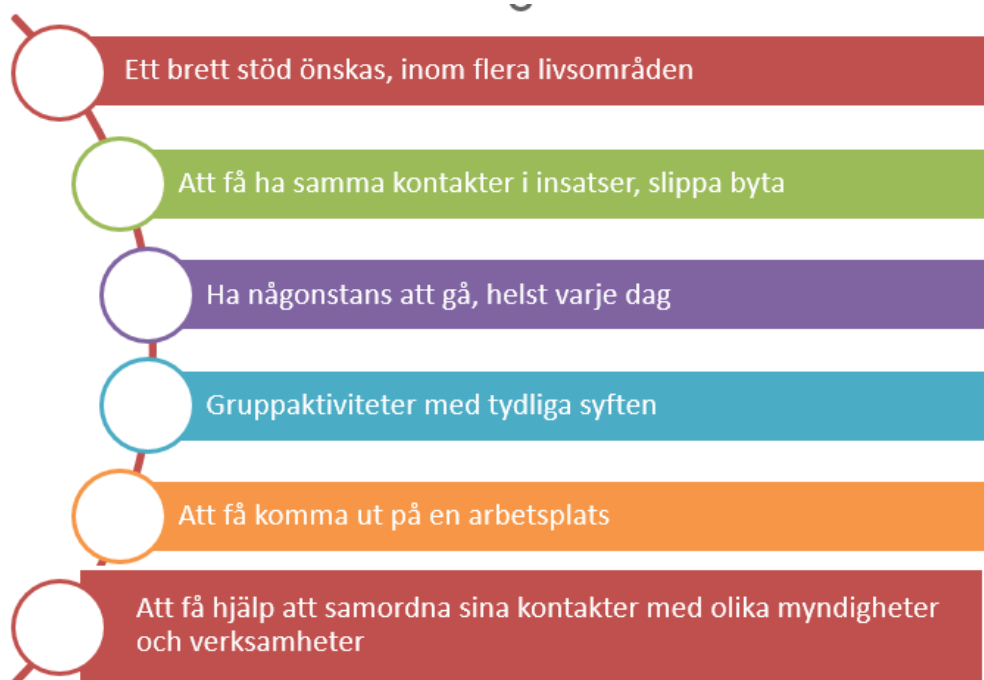 Ett brett stöd önskas, inom flera livsområden
Att få ha samma kontakter i insatser, slippa byta
Ha någonstans att gå, helst varje dag
Gruppaktiviteter med tydliga syften
Att få komma ut på en arbetsplats
Att få hjälp att samordna sina kontakter med olika myndigheter
och verksamheter